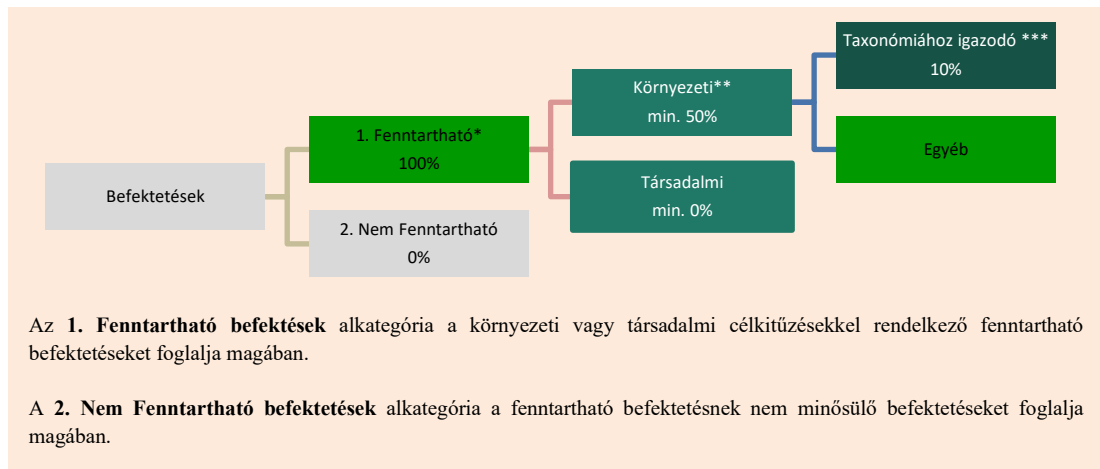 Befektetések
1. Fenntartható*
100%
2. Nem Fenntartható
0%
Környezeti**
min. 50%
Társadalmi
min. 0%
Taxonómiához igazodó ***
10%
Egyéb
Az 1. Fenntartható befektések alkategória a környezeti vagy társadalmi célkitűzésekkel rendelkező fenntartható
befektetéseket foglalja magában.
A 2. Nem Fenntartható befektetések alkategória a fenntartható befektetésnek nem minősülő befektetéseket foglalja
magában.